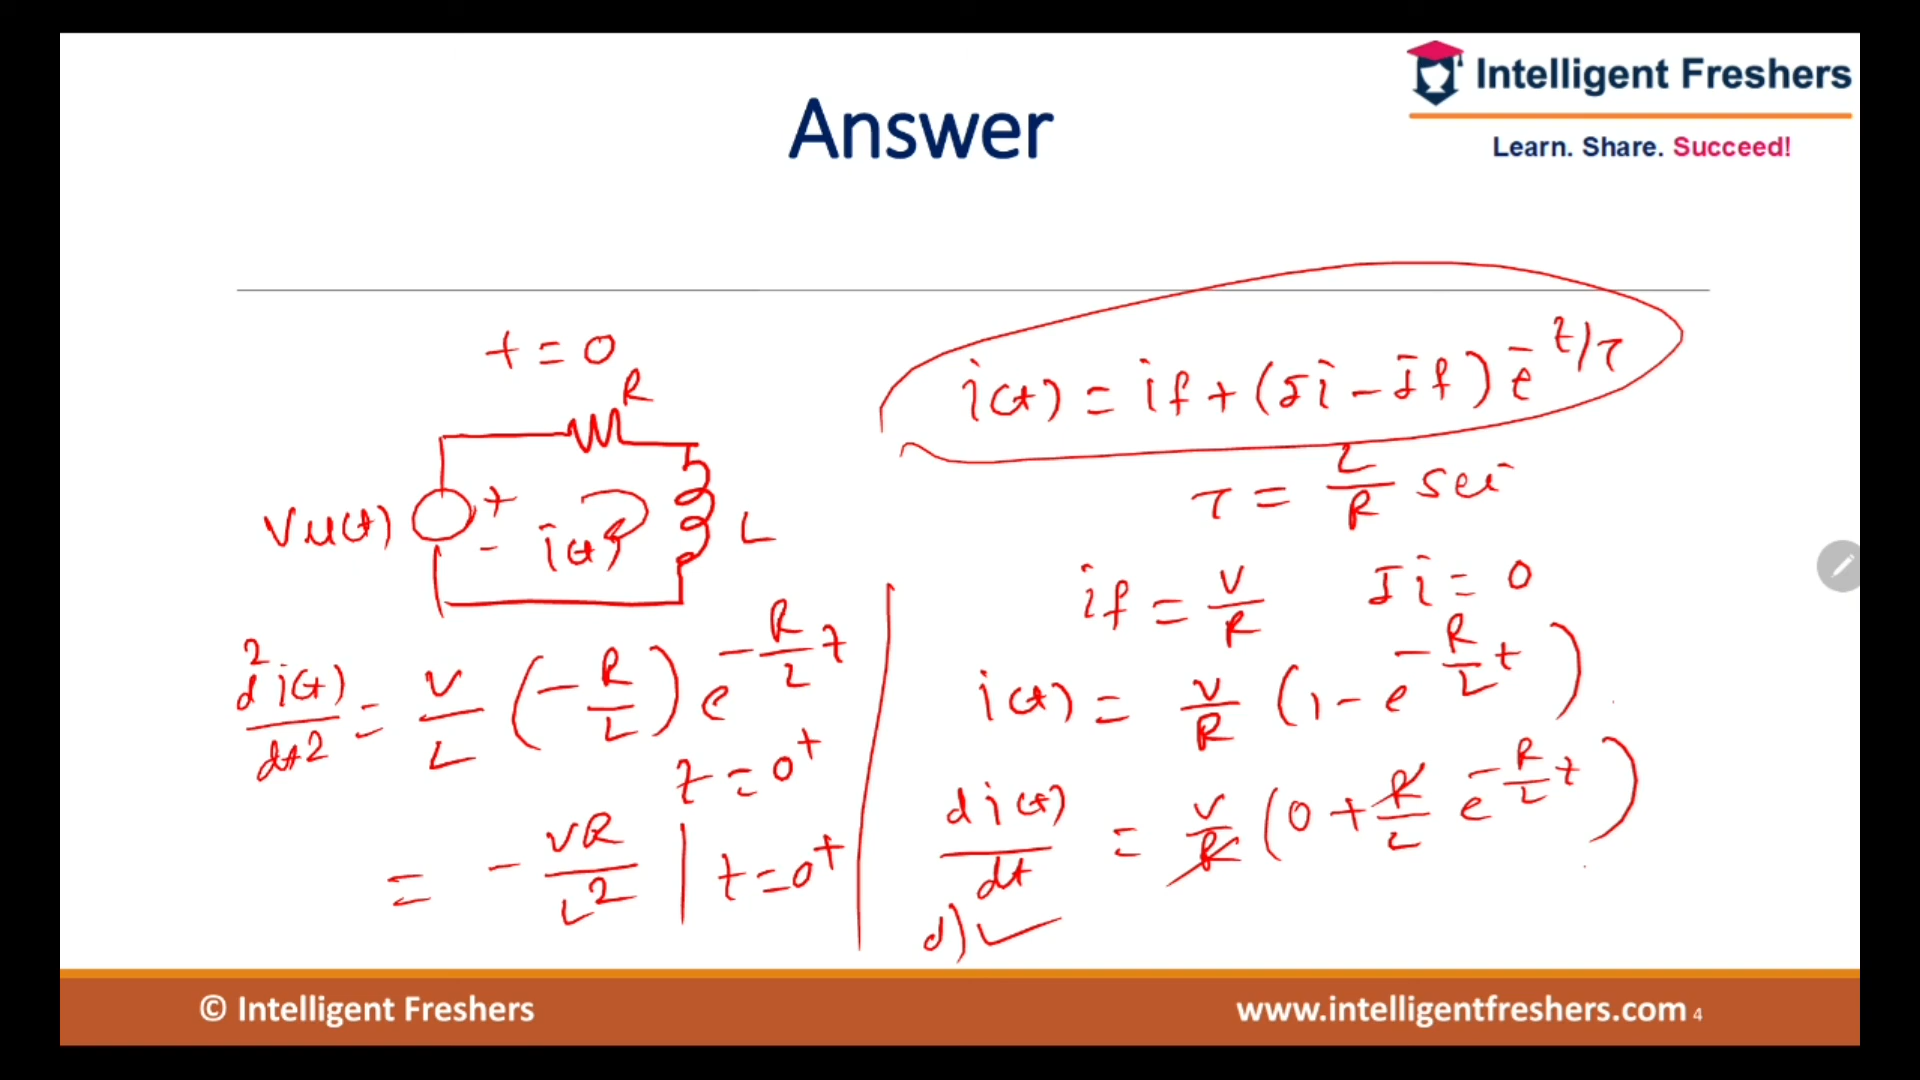 Intelligent Freshers
Learn. Share. Succeed!
Answer
t = 0
R
Vu(t)
+
-
i(t)
L
i(t) = if + (Ii - If) e^-t/τ
τ = L/R sec
if = V/R Ii = 0
i(t) = V/R (1 - e^-R/L t)
di(t)/dt = V/R (0 + R/L e^-R/L t)
d) ✓
d²i(t)/dt2 = V/L (-R/L) e^-R/L t
t = 0+
= - VR/L² | t = 0+
© Intelligent Freshers
www.intelligentfreshers.com 4